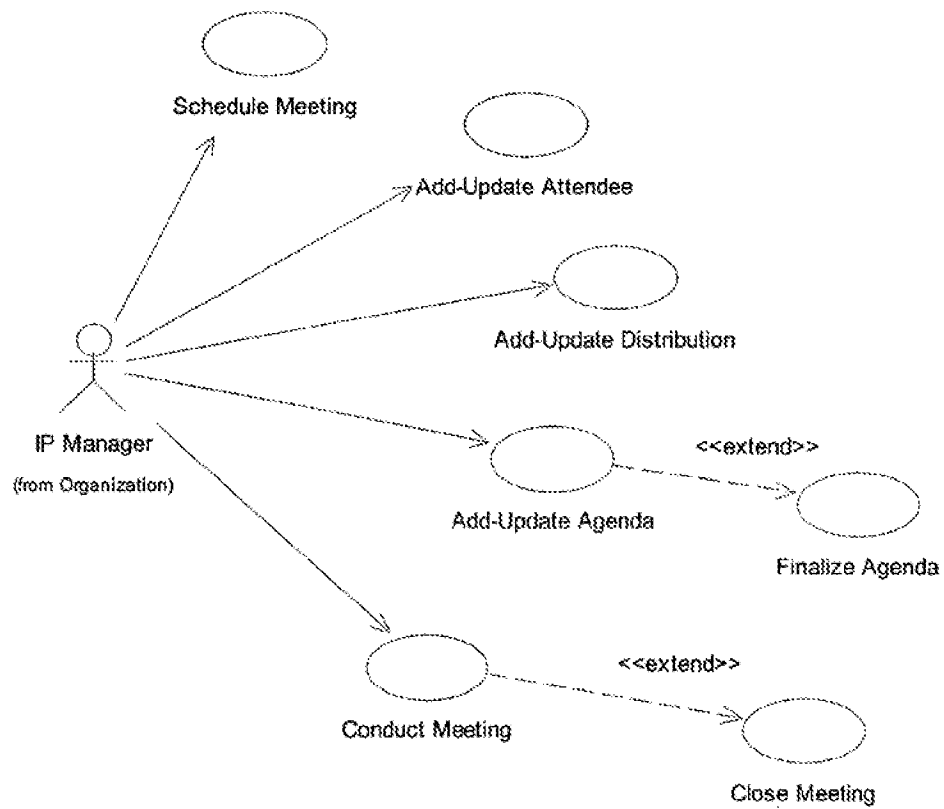 Schedule Meeting
Add-Update Attendee
Add-Update Distribution
IP Manager
(from Organization)
<<extend>>
Add-Update Agenda
Finalize Agenda
<<extend>>
Conduct Meeting
Close Meeting